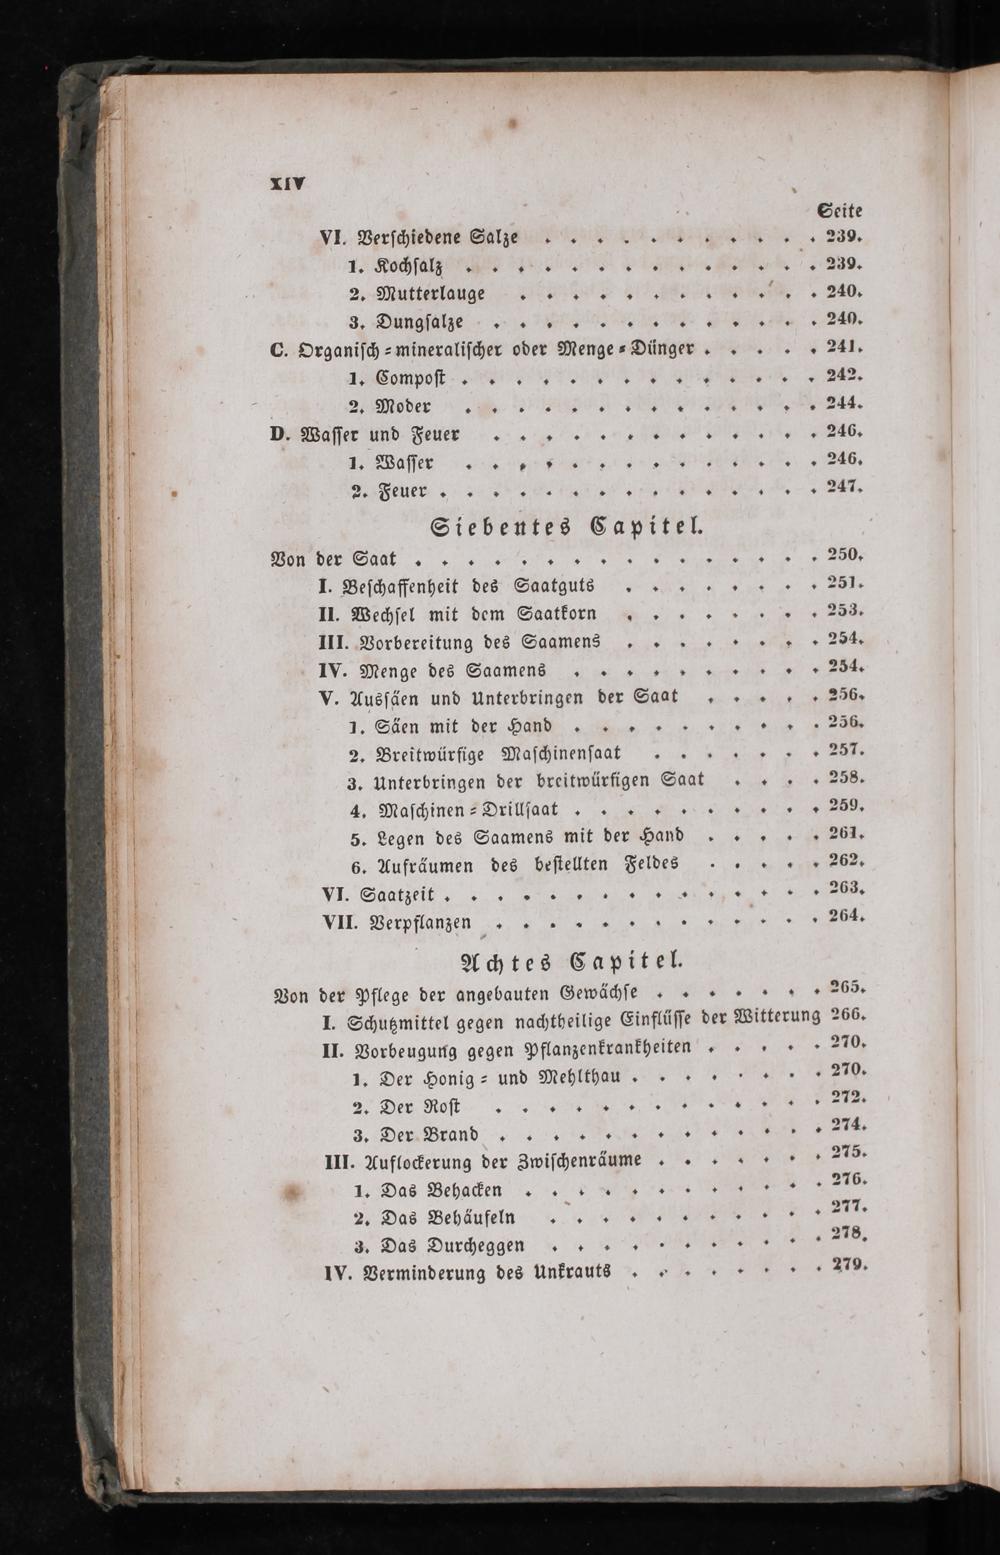 XIV
Seite
VI. Verschiedene Salze . . . . . . . . . . . 239.
1. Kochsalz . . . . . . . . . . . . . . 239.
2. Mutterlauge . . . . . . . . . . . . 240.
3. Dungsalze . . . . . . . . . . . . . 240.
C. Organisch-mineralischer oder Menge-Dünger . . . . . 241.
1. Compost . . . . . . . . . . . . . . 242.
2. Moder . . . . . . . . . . . . . . 244.
D. Wasser und Feuer . . . . . . . . . . . . . 246.
1. Wasser . . . . . . . . . . . . . . 246.
2. Feuer . . . . . . . . . . . . . . . 247.
Siebentes Capitel.
Von der Saat . . . . . . . . . . . . . . . . 250.
I. Beschaffenheit des Saatguts . . . . . . . . 251.
II. Wechsel mit dem Saatkorn . . . . . . . . 253.
III. Vorbereitung des Saamens . . . . . . . . 254.
IV. Menge des Saamens . . . . . . . . . . 254.
V. Aussäen und Unterbringen der Saat . . . . . 256.
1. Säen mit der Hand . . . . . . . . . . 256.
2. Breitwürfige Maschinensaat . . . . . . . 257.
3. Unterbringen der breitwürfigen Saat . . . . 258.
4. Maschinen-Drillsaat . . . . . . . . . . 259.
5. Legen des Saamens mit der Hand . . . . . 261.
6. Aufräumen des bestellten Feldes . . . . . 262.
VI. Saatzeit . . . . . . . . . . . . . . . 263.
VII. Verpflanzen . . . . . . . . . . . . . 264.
Achtes Capitel.
Von der Pflege der angebauten Gewächse . . . . . . . 265.
I. Schutzmittel gegen nachtheilige Einflüsse der Witterung 266.
II. Vorbeugung gegen Pflanzenkrankheiten . . . . . 270.
1. Der Honig- und Mehlthau . . . . . . . . 270.
2. Der Rost . . . . . . . . . . . . . 272.
3. Der Brand . . . . . . . . . . . . . 274.
III. Auflockerung der Zwischenräume . . . . . . . 275.
1. Das Behacken . . . . . . . . . . . . 276.
2. Das Behäufeln . . . . . . . . . . . 277.
3. Das Durcheggen . . . . . . . . . . . 278.
IV. Verminderung des Unkrauts . . . . . . . . 279.